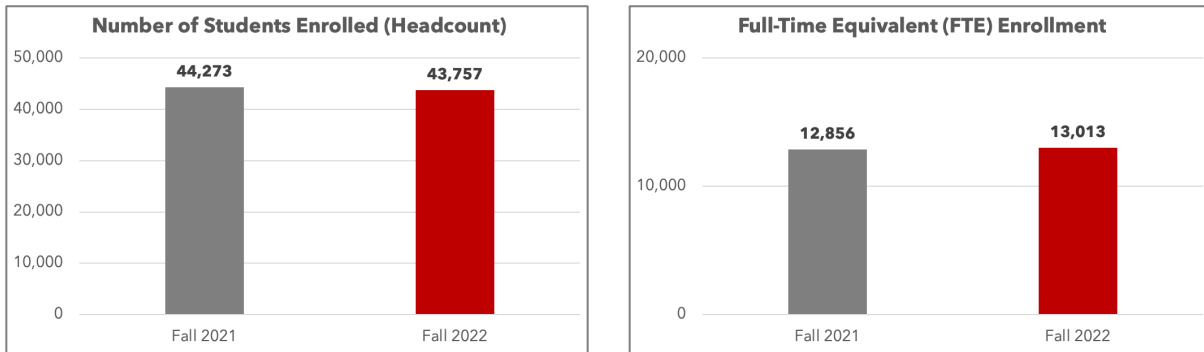 Number of Students Enrolled (Headcount)
50,000
44,273
43,757
40,000
30,000
20,000
10,000
0
Fall 2021
Fall 2022
Full-Time Equivalent (FTE) Enrollment
20,000
12,856
13,013
10,000
0
Fall 2021
Fall 2022